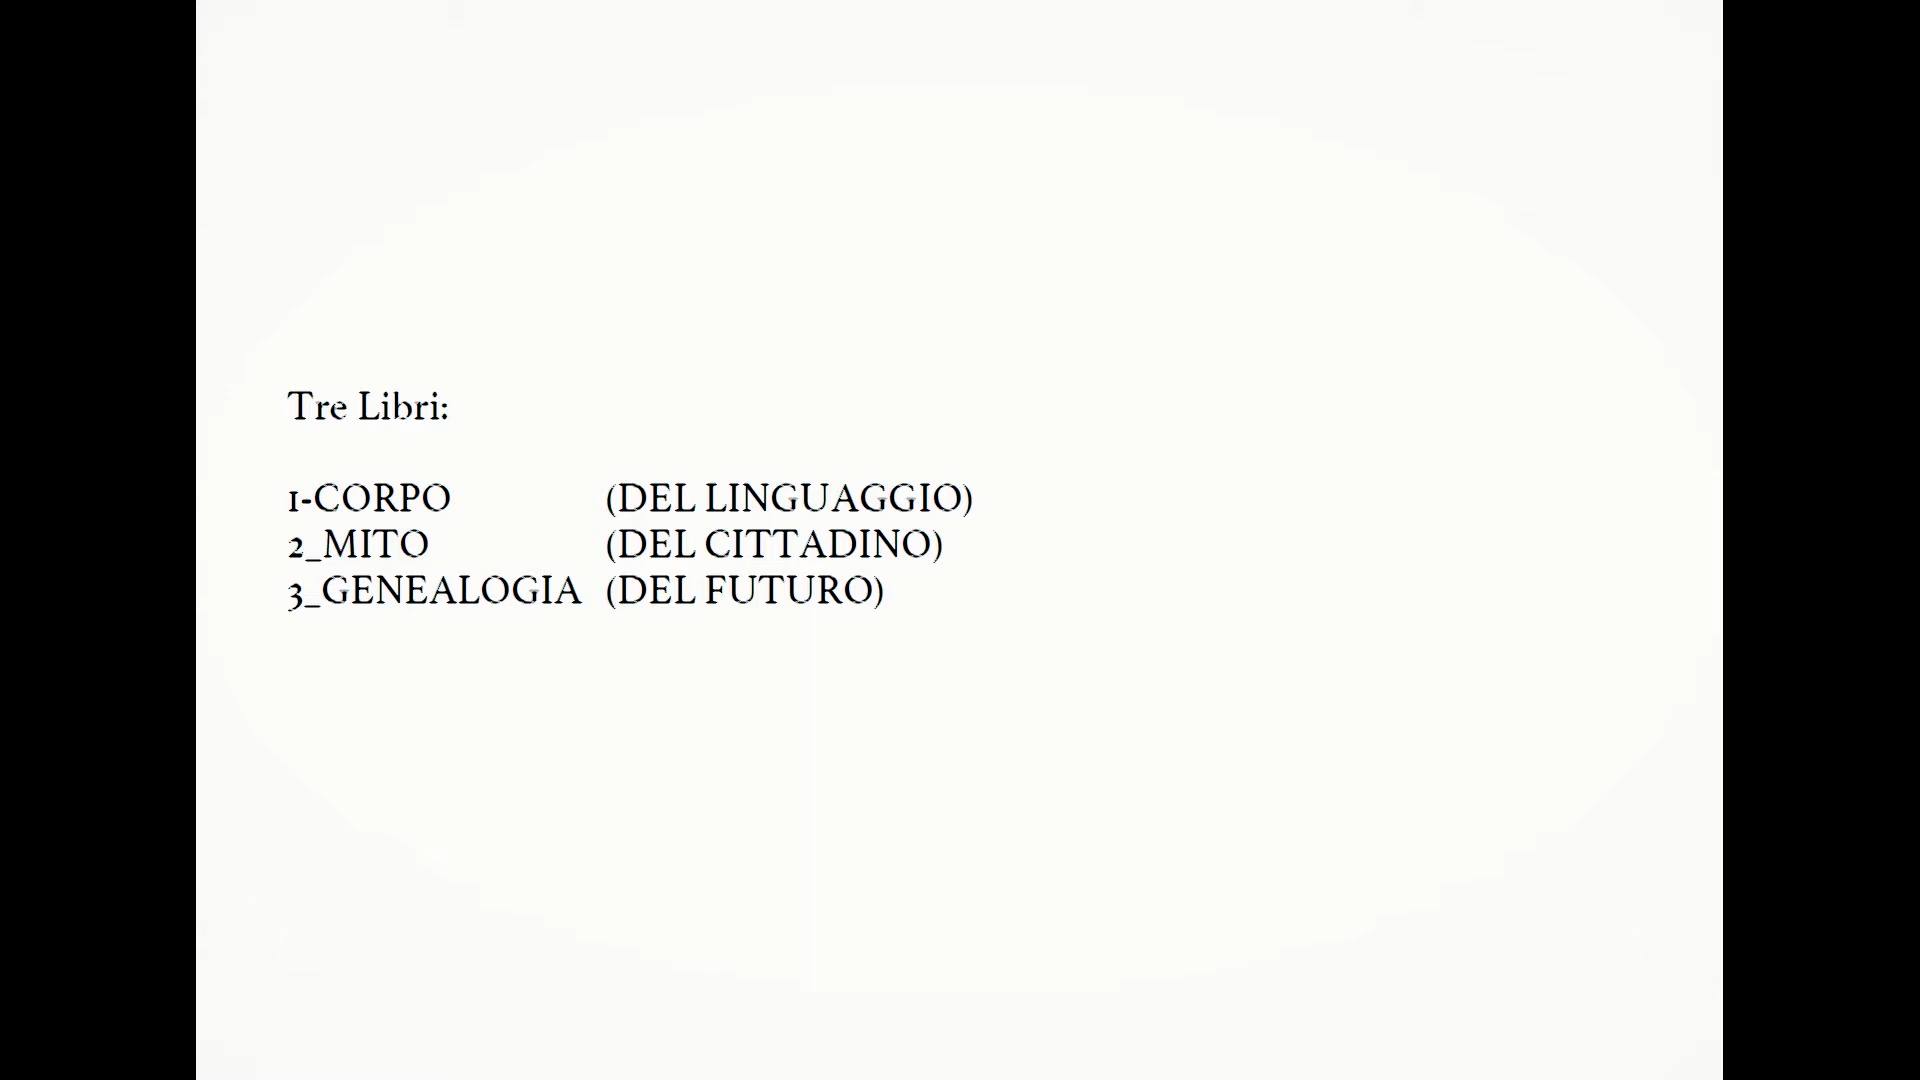 Tre Libri:
1-CORPO (DEL LINGUAGGIO)
2_MITO (DEL CITTADINO)
3_GENEALOGIA (DEL FUTURO)